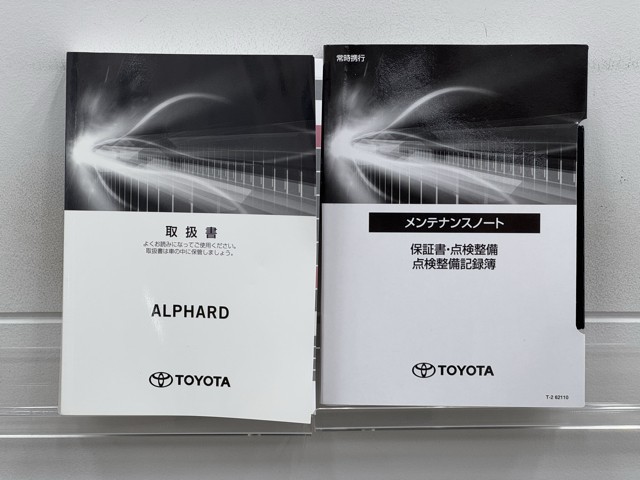 取扱書
よくお読みになってご使用ください。
取扱書は車の中に保管しましょう。
ALPHARD
TOYOTA
常時携行
メンテナンスノート
保証書・点検整備
点検整備記録簿
TOYOTA
T-2 62110